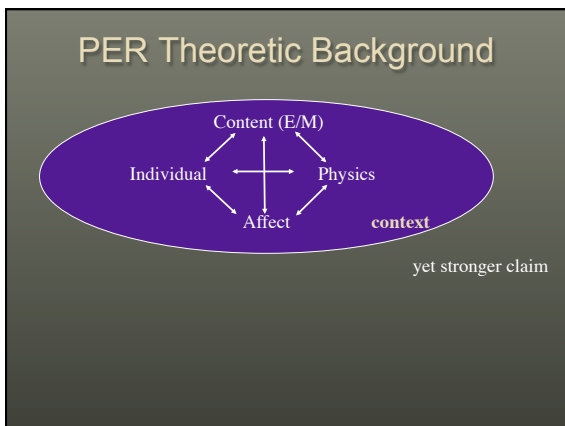 PER Theoretic Background
Content (E/M)
Individual
Physics
Affect
context
yet stronger claim